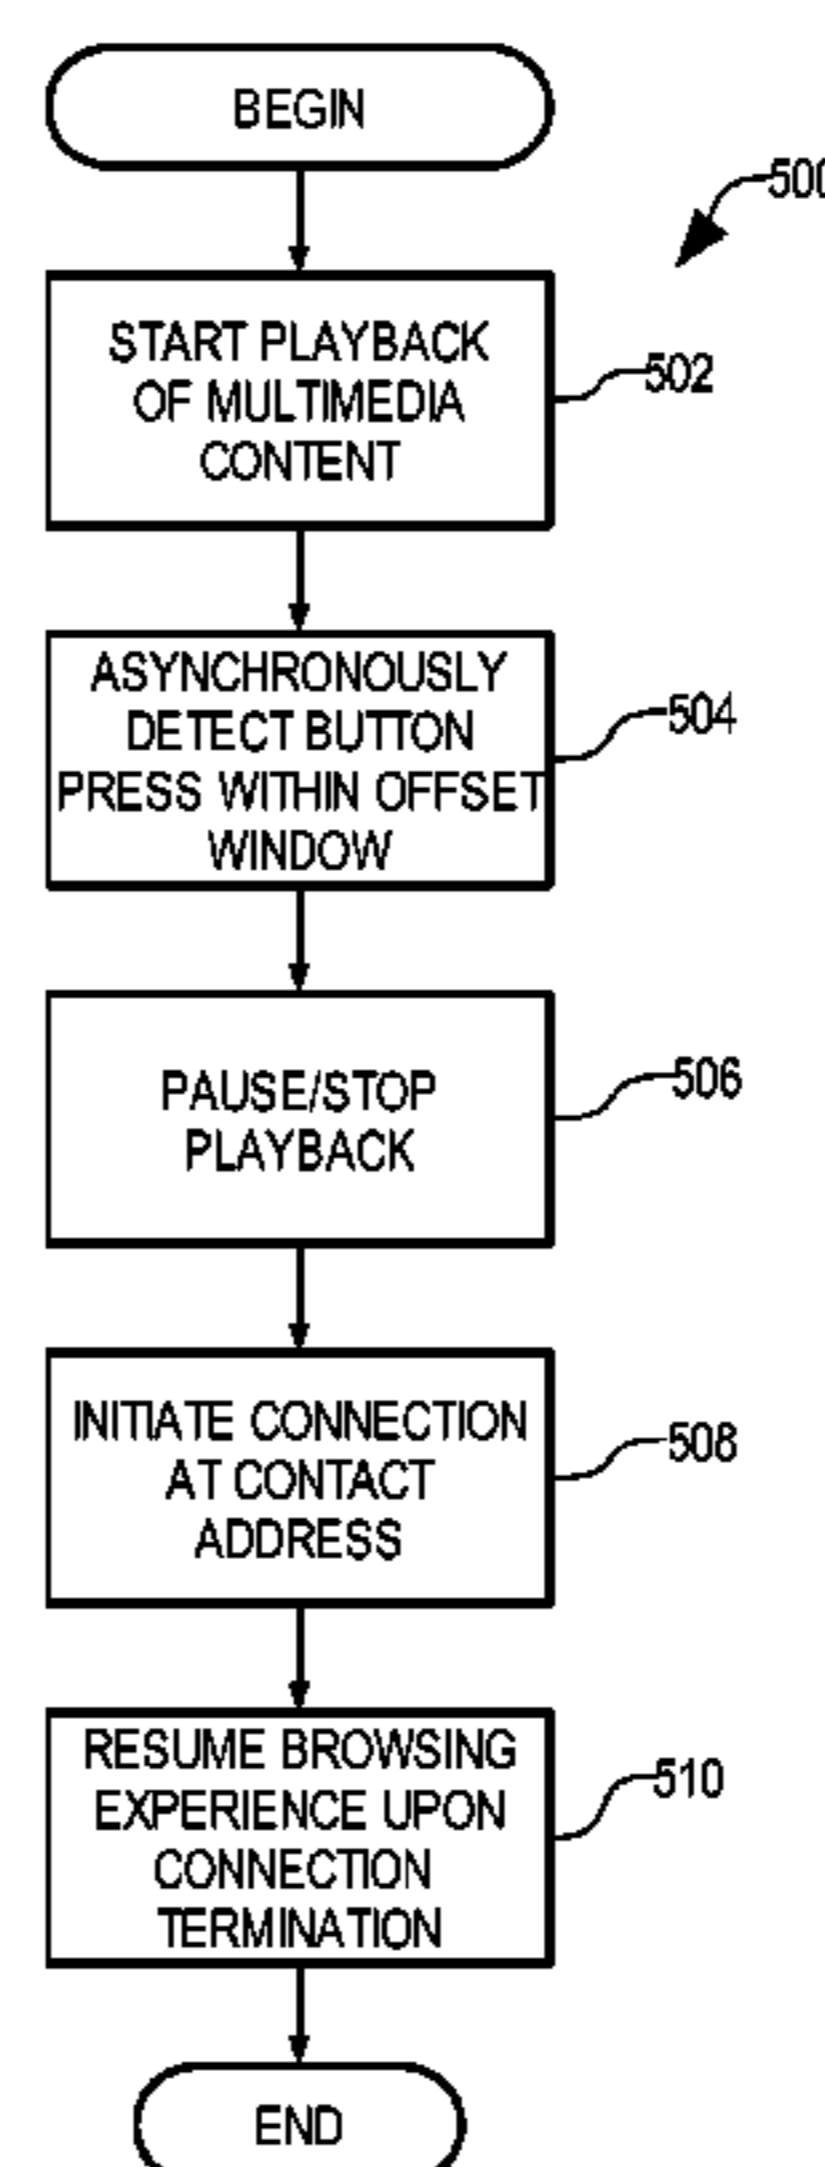 BEGIN
500
START PLAYBACK
OF MULTIMEDIA
CONTENT
502
ASYNCHRONOUSLY
DETECT BUTTON
PRESS WITHIN OFFSET
WINDOW
504
PAUSE/STOP
PLAYBACK
506
INITIATE CONNECTION
AT CONTACT
ADDRESS
508
RESUME BROWSING
EXPERIENCE UPON
CONNECTION
TERMINATION
510
END